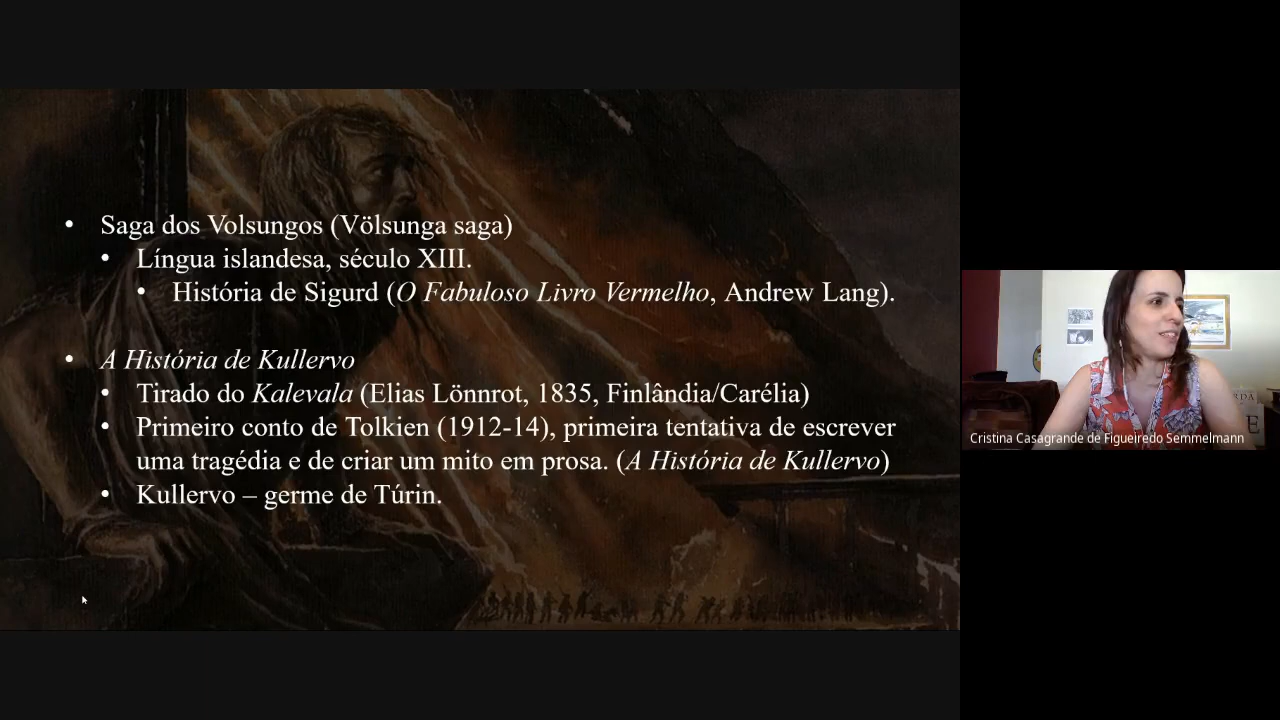 • Saga dos Volsungos (Völsunga saga)
• Língua islandesa, século XIII.
• História de Sigurd (O Fabuloso Livro Vermelho, Andrew Lang).
• A História de Kullervo
• Tirado do Kalevala (Elias Lönnrot, 1835, Finlândia/Carélia)
• Primeiro conto de Tolkien (1912-14), primeira tentativa de escrever
uma tragédia e de criar um mito em prosa. (A História de Kullervo)
• Kullervo – germe de Túrin.
Cristina Casagrande de Figueiredo Semmelmann